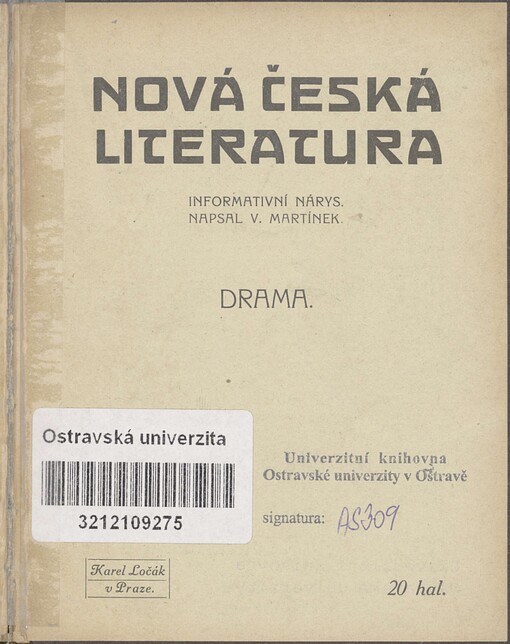 NOVÁ ČESKÁ
LITERATURA
INFORMATIVNÍ NÁRYS.
NAPSAL V. MARTÍNEK.
DRAMA.
Ostravská univerzita
3212109275
Univerzitní knihovna
Ostravské univerzity v Ostravě
signatura: AS309
Karel Ločák
v Praze.
20 hal.